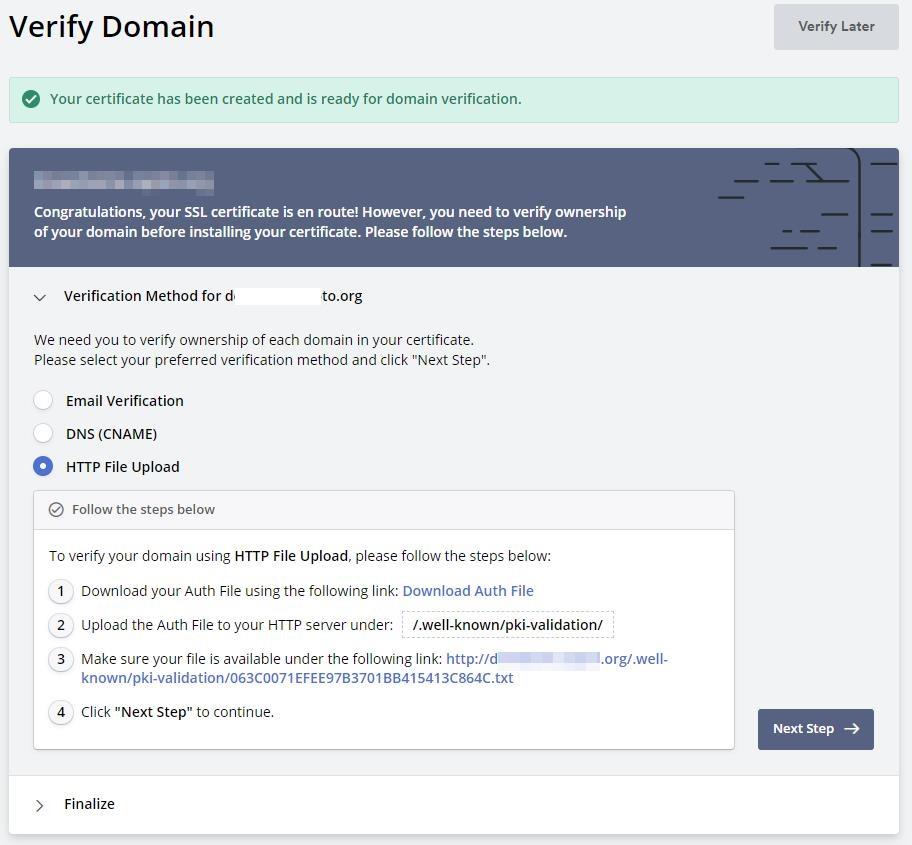 Verify Domain
Verify Later
Your certificate has been created and is ready for domain verification.
Congratulations, your SSL certificate is en route! However, you need to verify ownership
of your domain before installing your certificate. Please follow the steps below.
Verification Method for d to.org
We need you to verify ownership of each domain in your certificate.
Please select your preferred verification method and click "Next Step".
Email Verification
DNS (CNAME)
HTTP File Upload
Follow the steps below
To verify your domain using HTTP File Upload, please follow the steps below:
1 Download your Auth File using the following link: Download Auth File
2 Upload the Auth File to your HTTP server under: /.well-known/pki-validation/
3 Make sure your file is available under the following link: http://d .org/.well-
known/pki-validation/063C0071EFEE97B3701BB415413C864C.txt
4 Click "Next Step" to continue.
Next Step →
Finalize